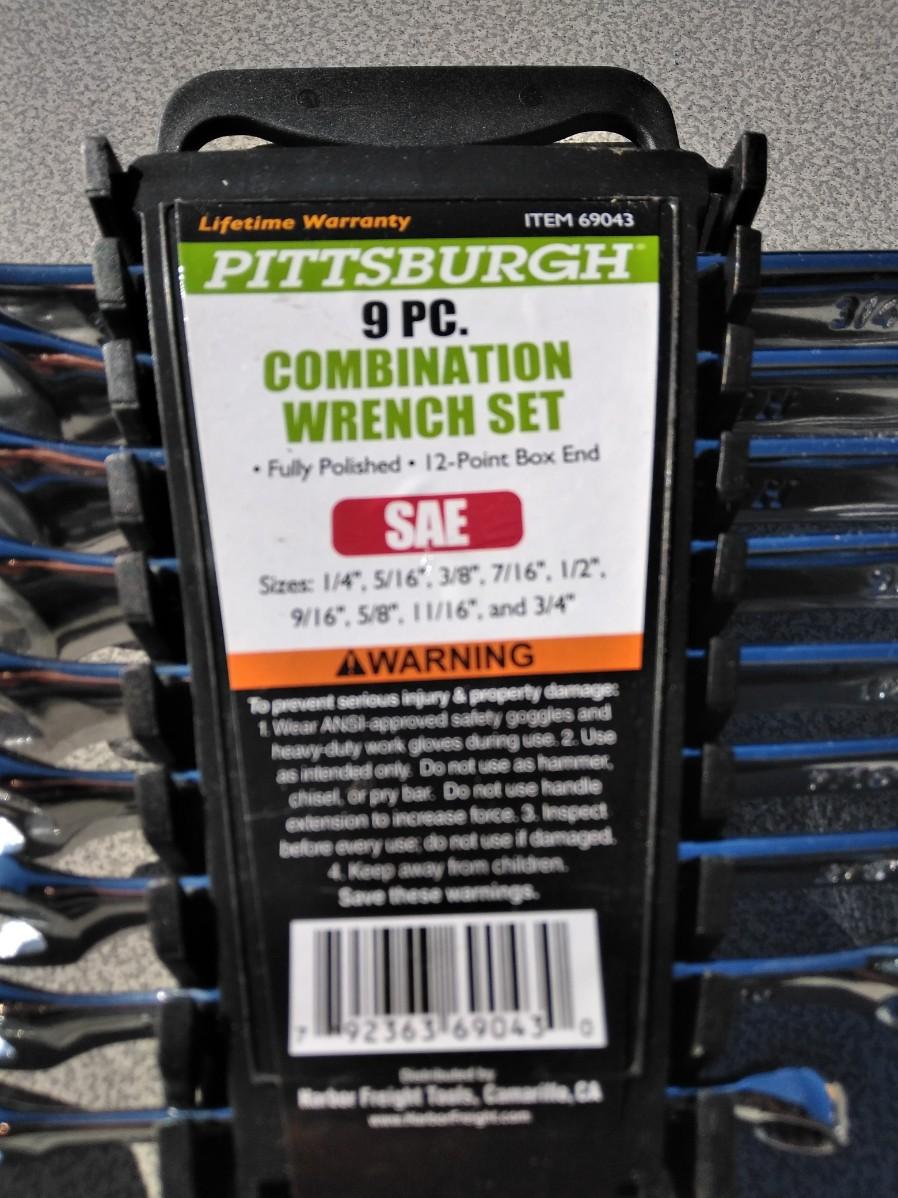 Lifetime Warranty ITEM 69043
PITTSBURGH
9 PC.
COMBINATION
WRENCH SET
• Fully Polished • 12-Point Box End
SAE
Sizes: 1/4", 5/16", 3/8", 7/16", 1/2",
9/16", 5/8", 11/16", and 3/4"
⚠WARNING
To prevent serious injury & property damage:
1. Wear ANSI-approved safety goggles and
heavy-duty work gloves during use. 2. Use
as intended only. Do not use as hammer,
chisel, or pry bar. Do not use handle
extension to increase force. 3. Inspect
before every use; do not use if damaged.
4. Keep away from children.
Save these warnings.
7 92363 69043 0
Distributed by
Harbor Freight Tools, Camarillo, CA
www.HarborFreight.com
3/4
H
H